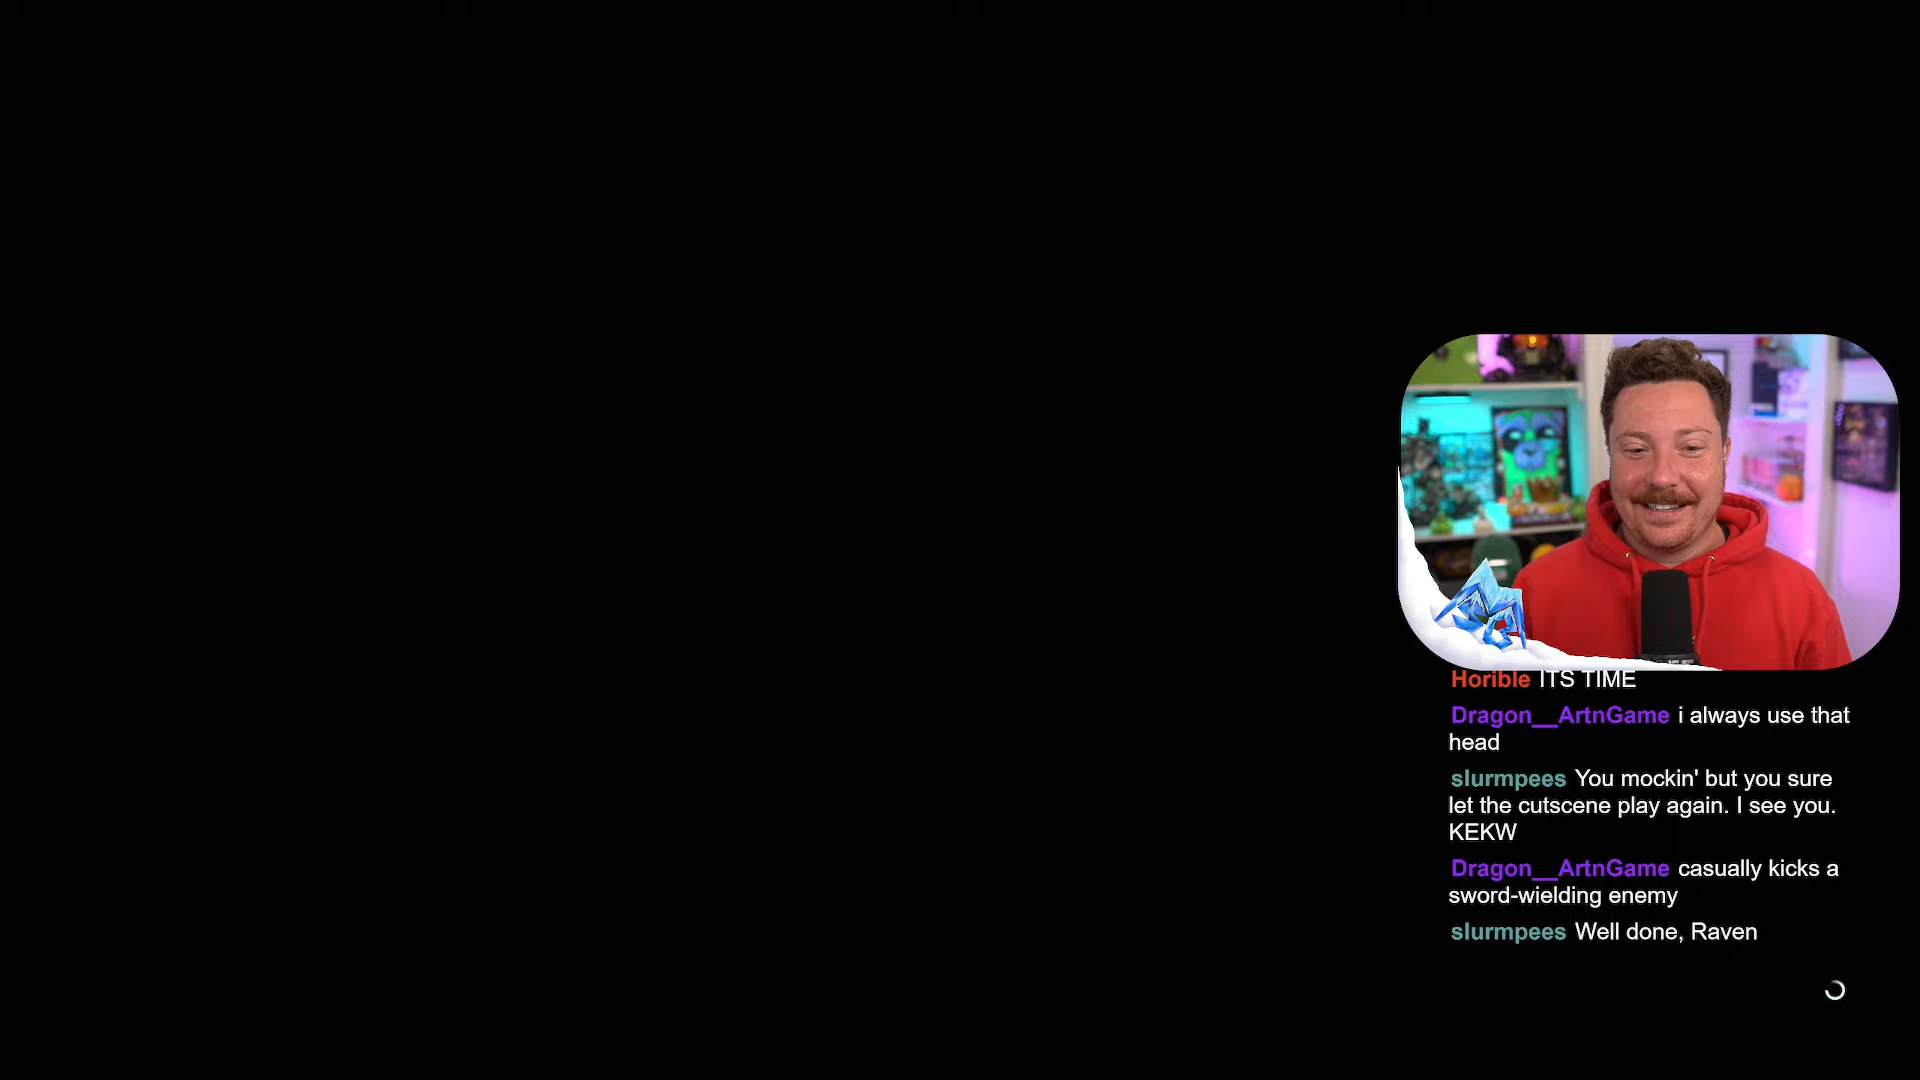 Horible ITS TIME
Dragon__ArtnGame i always use that
head
slurmpees You mockin' but you sure
let the cutscene play again. I see you.
KEKW
Dragon__ArtnGame casually kicks a
sword-wielding enemy
slurmpees Well done, Raven